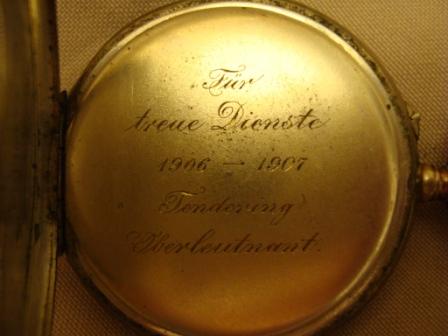 Für
treue Dienste
1906 — 1907
Tendering
Oberleutnant.